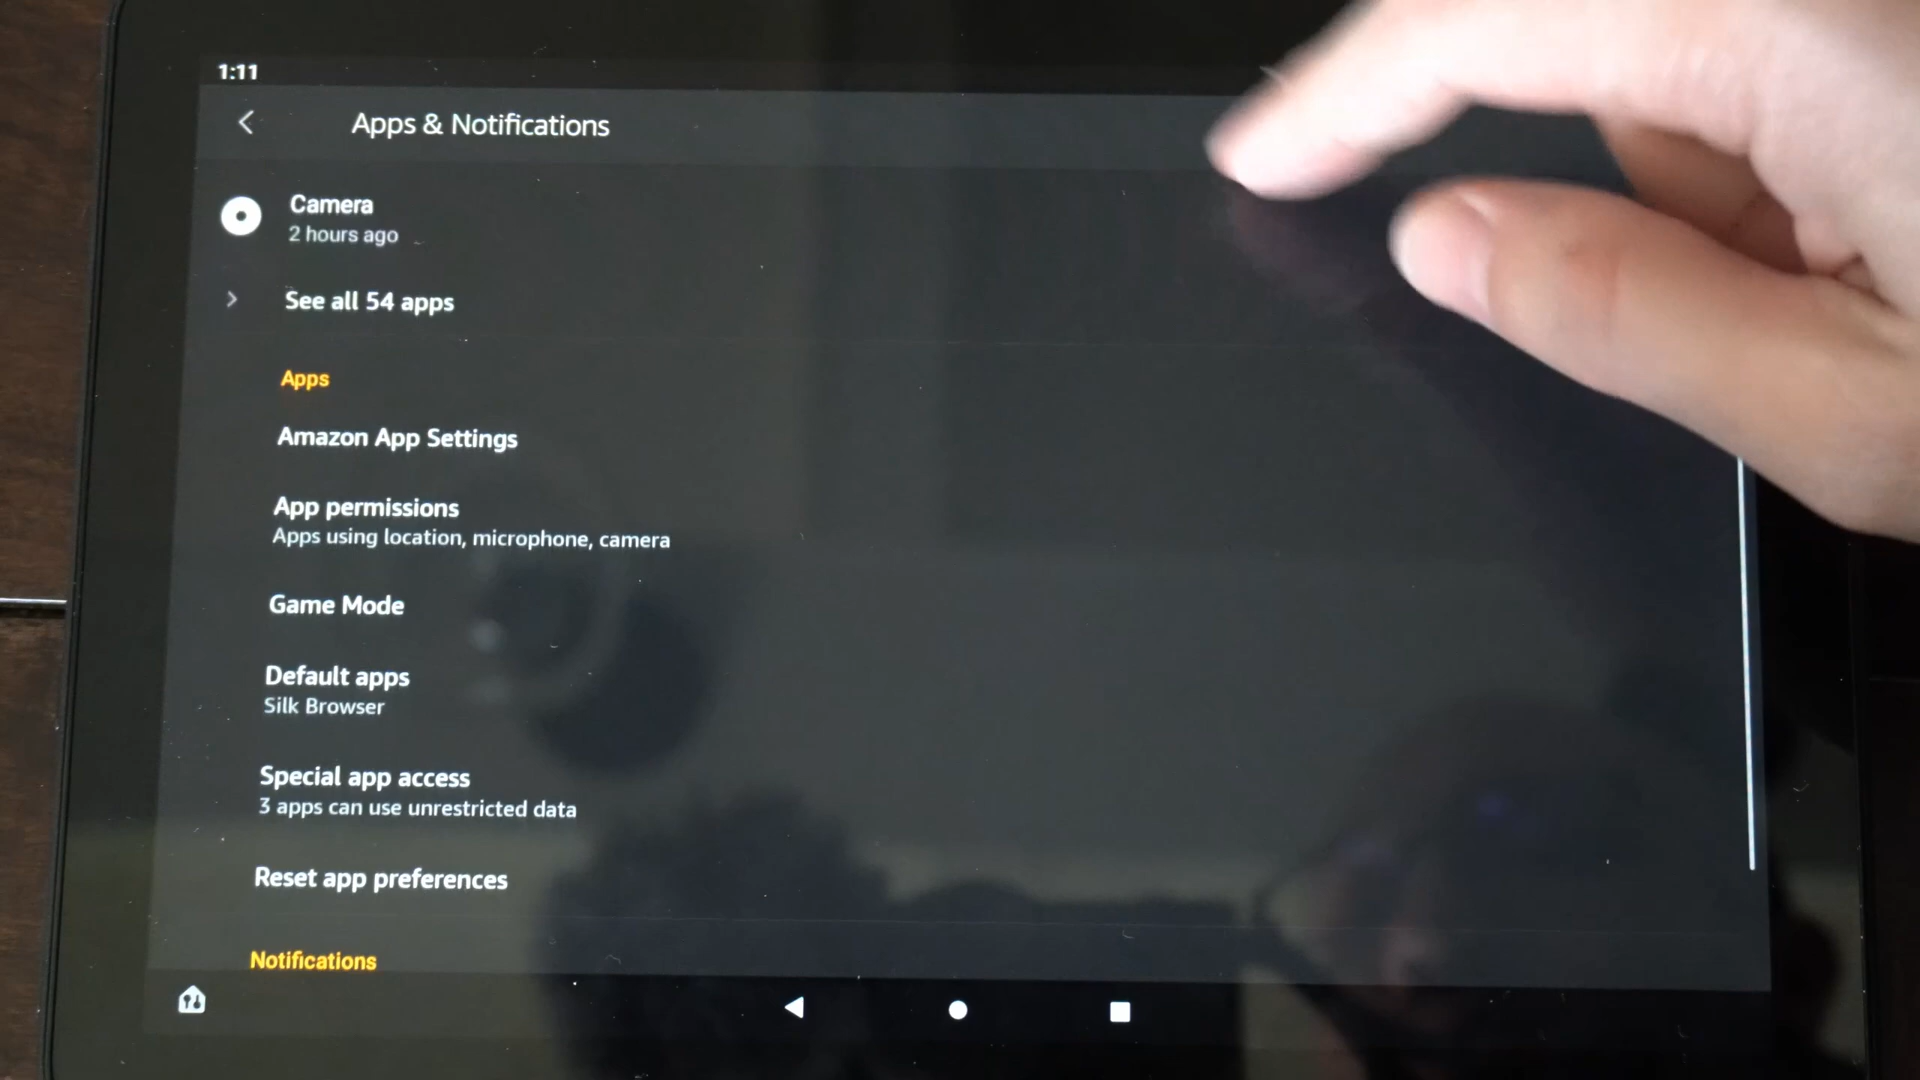 1:11
Apps & Notifications
Camera
2 hours ago
See all 54 apps
Apps
Amazon App Settings
App permissions
Apps using location, microphone, camera
Game Mode
Default apps
Silk Browser
Special app access
3 apps can use unrestricted data
Reset app preferences
Notifications